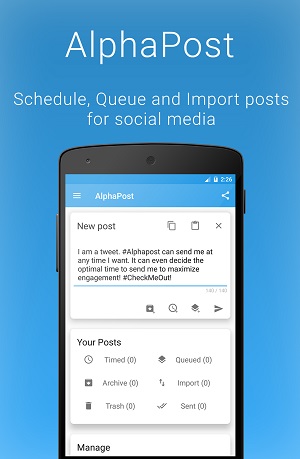 AlphaPost
Schedule, Queue and Import posts
for social media
2:26
AlphaPost
New post
I am a tweet. #Alphapost can send me at
any time I want. It can even decide the
optimal time to send me to maximize
engagement! #CheckMeOut!
140 / 140
Your Posts
Timed (0) Queued (0)
Archive (0) Import (0)
Trash (0) Sent (0)
Manage